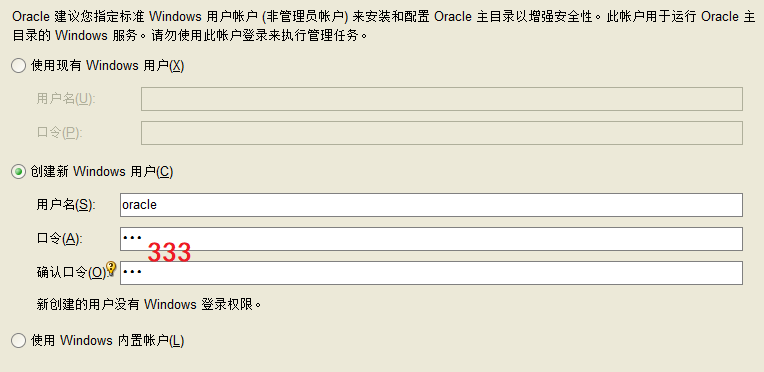 Oracle 建议您指定标准 Windows 用户帐户 (非管理员帐户) 来安装和配置 Oracle 主目录以增强安全性。此帐户用于运行 Oracle 主
目录的 Windows 服务。请勿使用此帐户登录来执行管理任务。
使用现有 Windows 用户(X)
用户名(U):
口令(P):
创建新 Windows 用户(C)
用户名(S): oracle
口令(A): •••
333
确认口令(O): •••
新创建的用户没有 Windows 登录权限。
使用 Windows 内置帐户(L)